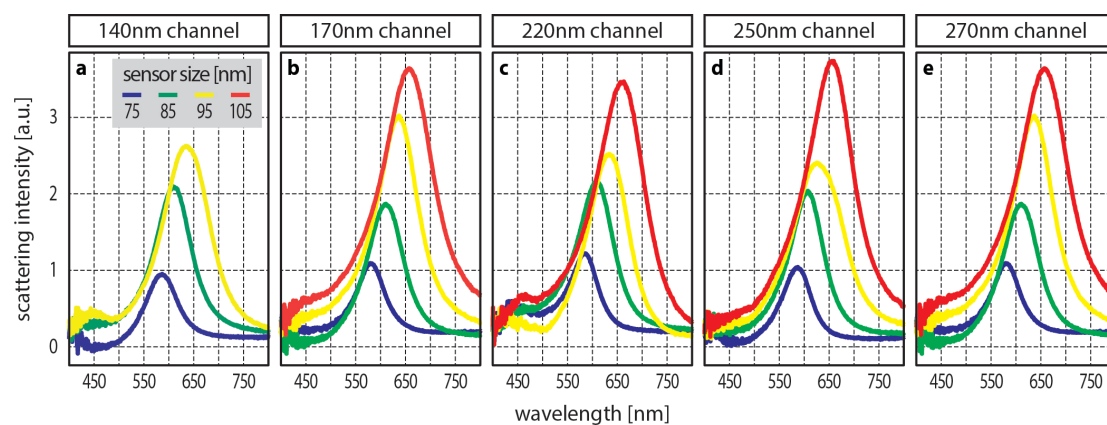 140nm channel
170nm channel
220nm channel
250nm channel
270nm channel
a
b
c
d
e
sensor size [nm]
75 85 95 105
scattering intensity [a.u.]
3
2
1
0
450 550 650 750
450 550 650 750
450 550 650 750
450 550 650 750
450 550 650 750
wavelength [nm]